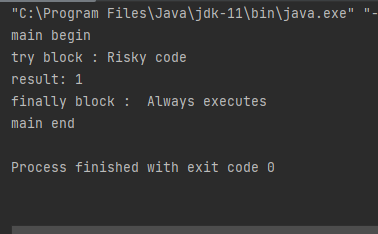 "C:\Program Files\Java\jdk-11\bin\java.exe" "-
main begin
try block : Risky code
result: 1
finally block :  Always executes
main end
Process finished with exit code 0